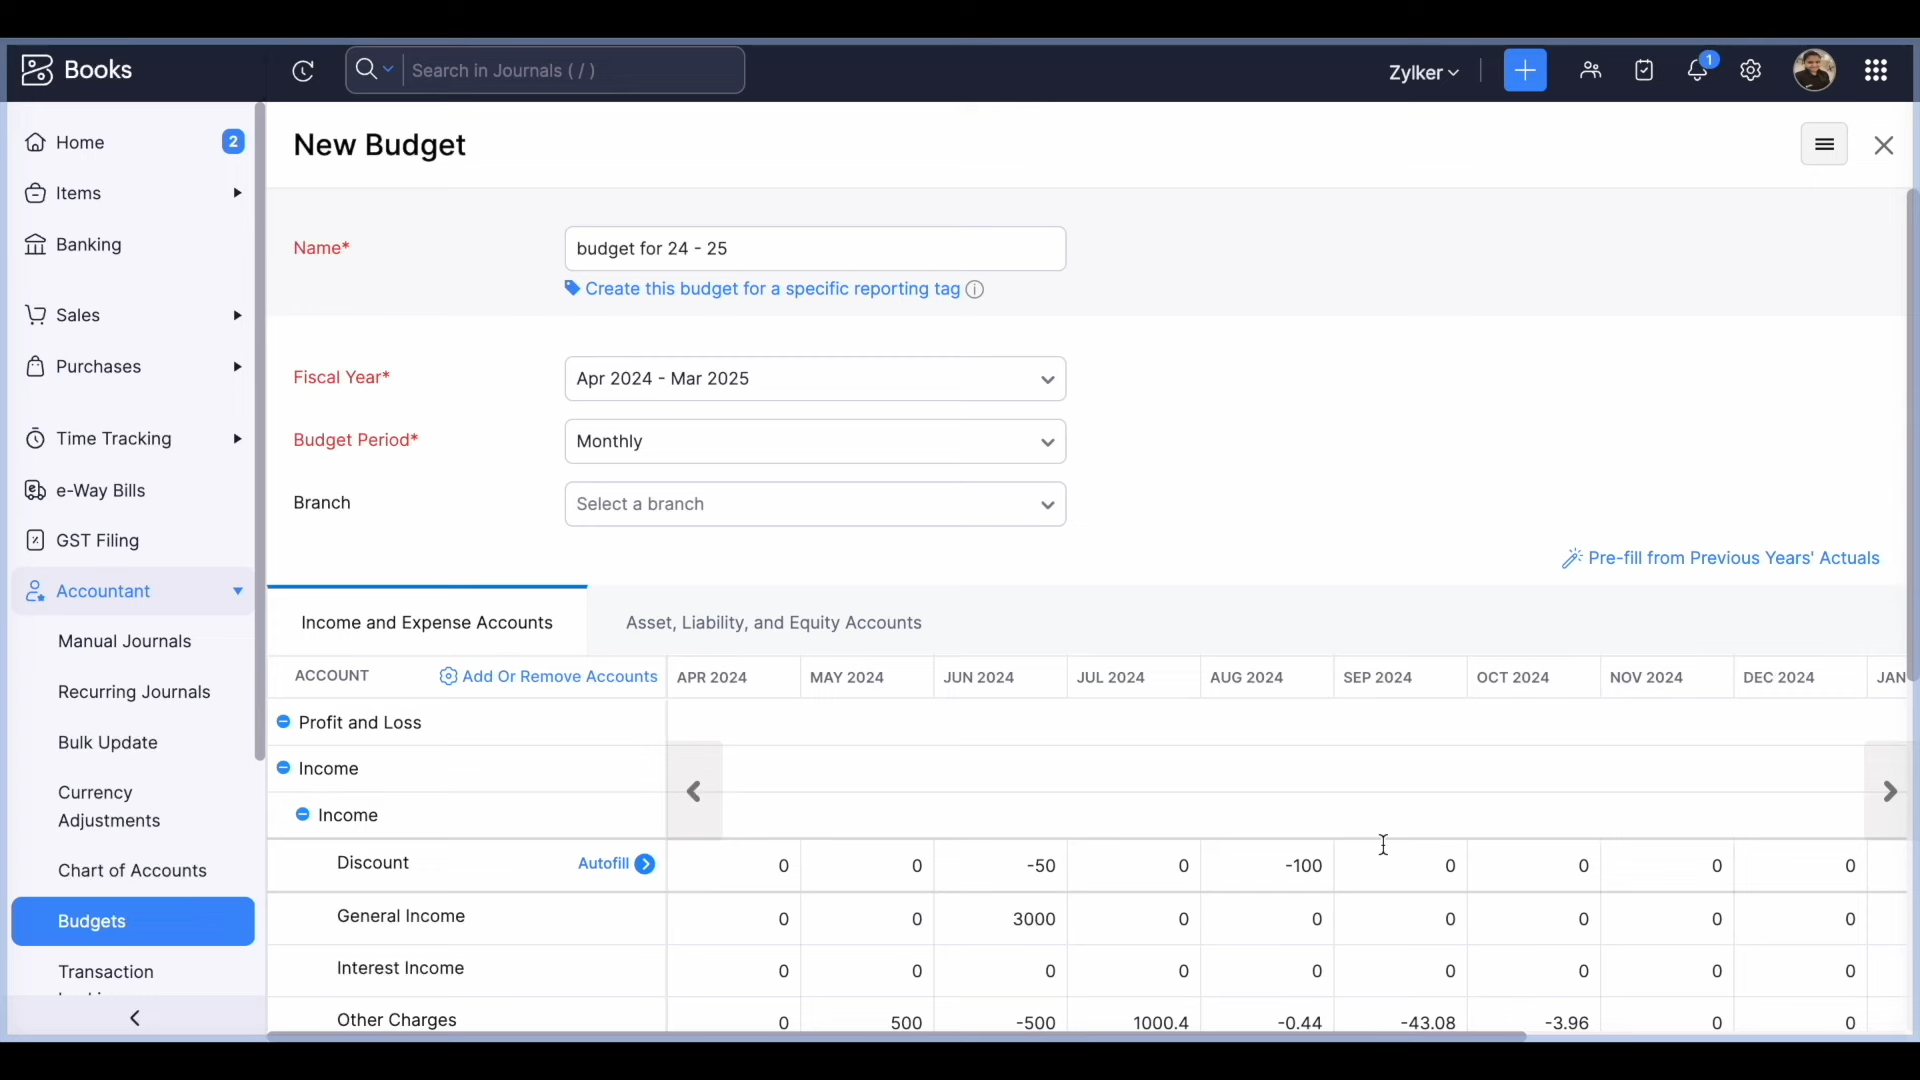 Books
Search in Journals ( / )
Zylker
1
Home
2
Items
Banking
Sales
Purchases
Time Tracking
e-Way Bills
GST Filing
Accountant
Manual Journals
Recurring Journals
Bulk Update
Currency
Adjustments
Chart of Accounts
Budgets
Transaction
New Budget
Name*
budget for 24 - 25
Create this budget for a specific reporting tag
Fiscal Year*
Apr 2024 - Mar 2025
Budget Period*
Monthly
Branch
Select a branch
Pre-fill from Previous Years' Actuals
Income and Expense Accounts
Asset, Liability, and Equity Accounts
ACCOUNT Add Or Remove Accounts APR 2024 MAY 2024 JUN 2024 JUL 2024 AUG 2024 SEP 2024 OCT 2024 NOV 2024 DEC 2024 JAN
Profit and Loss
Income
Income
Discount Autofill 0 0 -50 0 -100 0 0 0 0
General Income 0 0 3000 0 0 0 0 0 0
Interest Income 0 0 0 0 0 0 0 0 0
Other Charges 0 500 -500 1000.4 -0.44 -43.08 -3.96 0 0